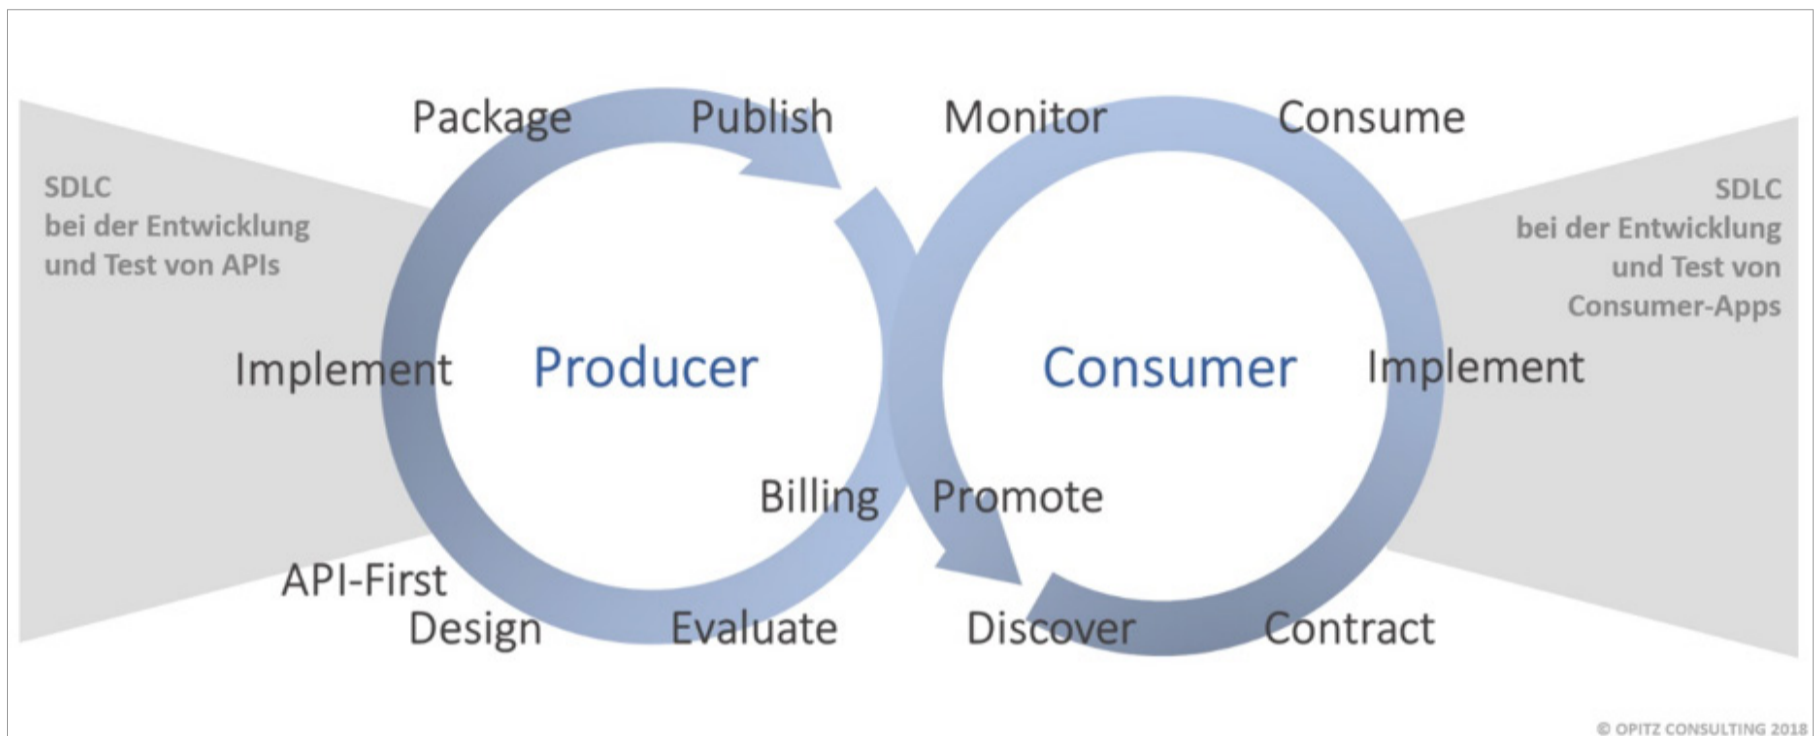 Package
Publish
Monitor
Consume
SDLC
bei der Entwicklung
und Test von APIs
SDLC
bei der Entwicklung
und Test von
Consumer-Apps
Implement
Producer
Consumer
Implement
Billing
Promote
API-First
Design
Evaluate
Discover
Contract
© OPITZ CONSULTING 2018